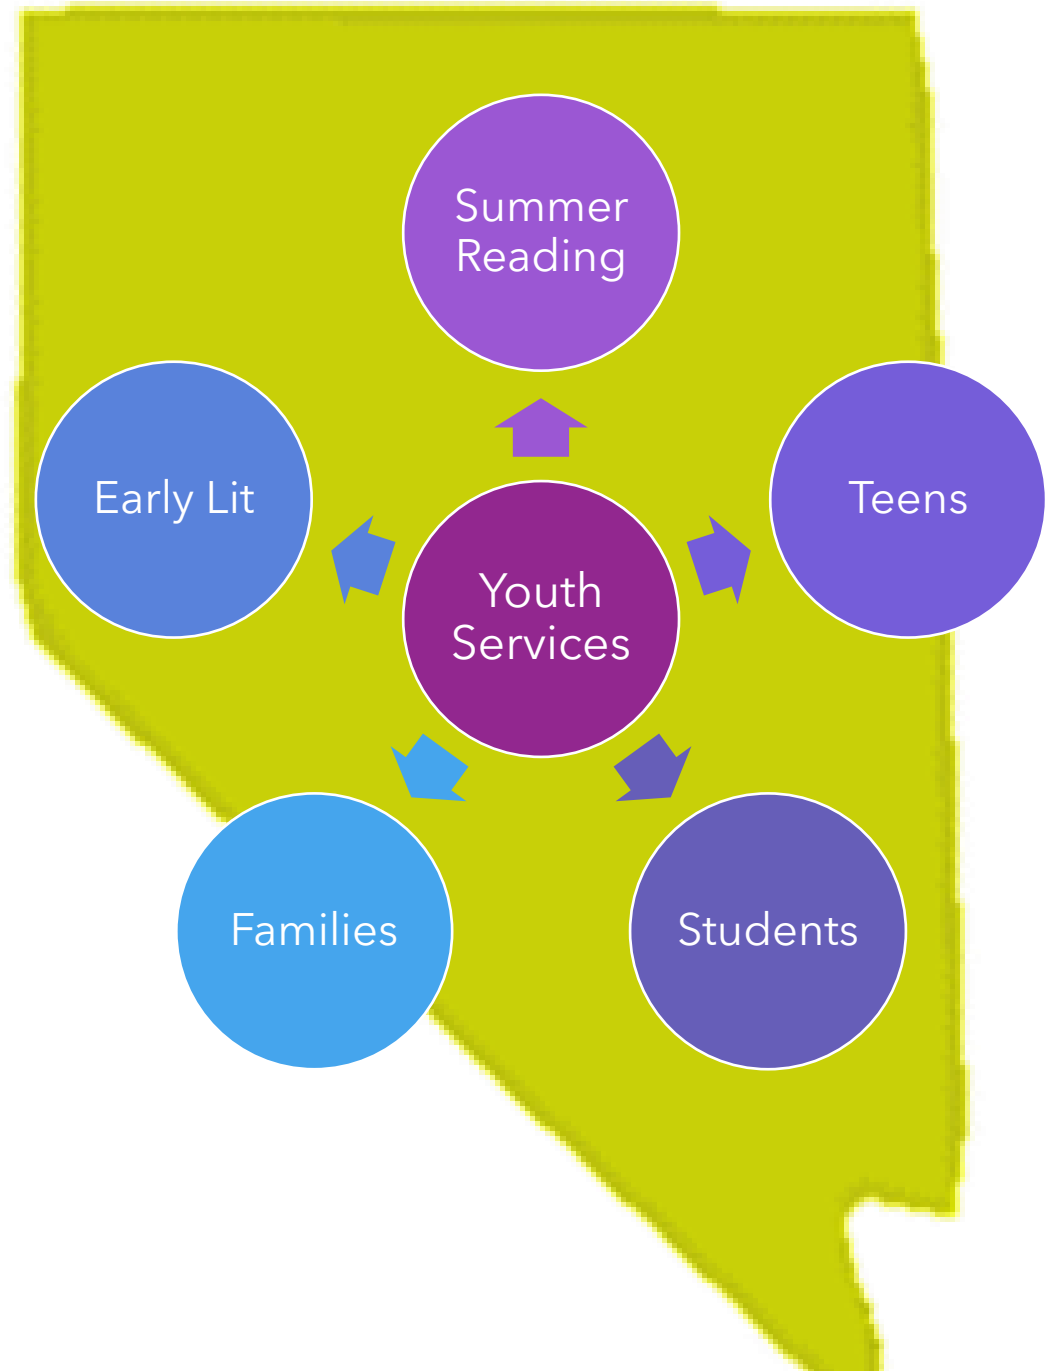 Summer
Reading
Early Lit
Teens
Youth
Services
Families
Students